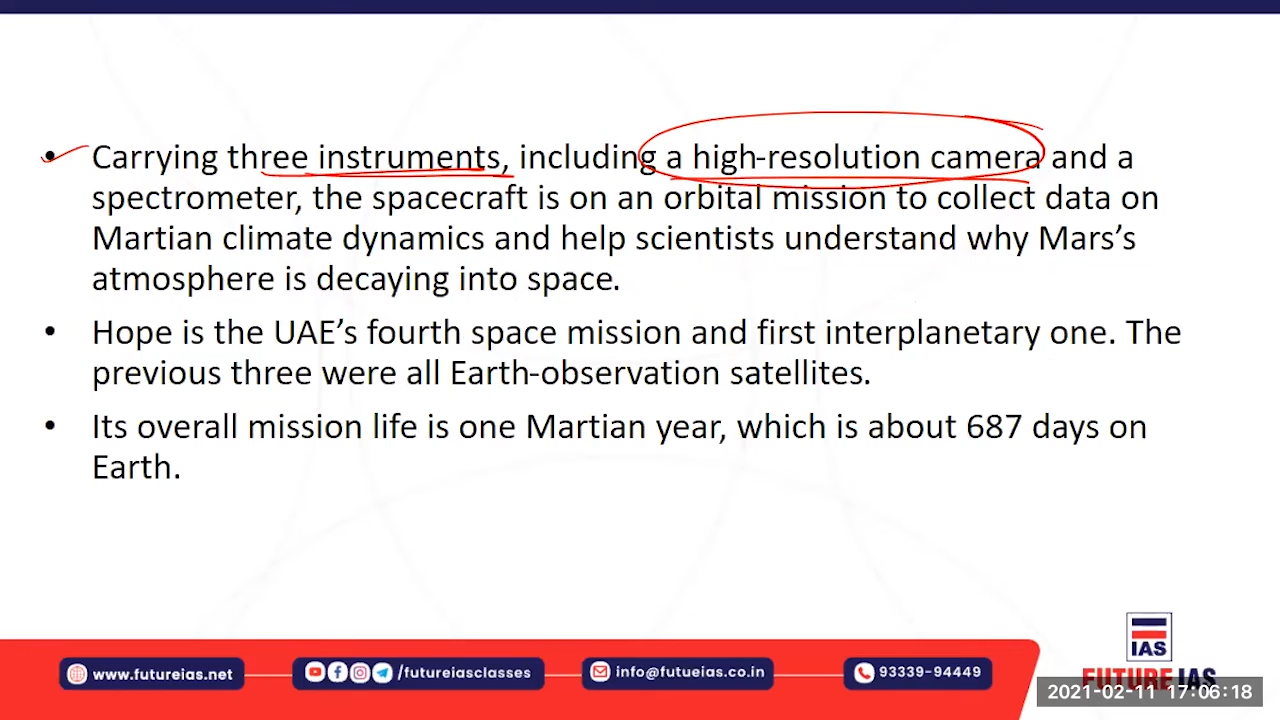 • Carrying three instruments, including a high-resolution camera and a
spectrometer, the spacecraft is on an orbital mission to collect data on
Martian climate dynamics and help scientists understand why Mars's
atmosphere is decaying into space.
• Hope is the UAE's fourth space mission and first interplanetary one. The
previous three were all Earth-observation satellites.
• Its overall mission life is one Martian year, which is about 687 days on
Earth.
IAS
FUTURE IAS
www.futureias.net
/futureiasclasses
info@futueias.co.in
93339-94449
2021-02-11 17:06:18